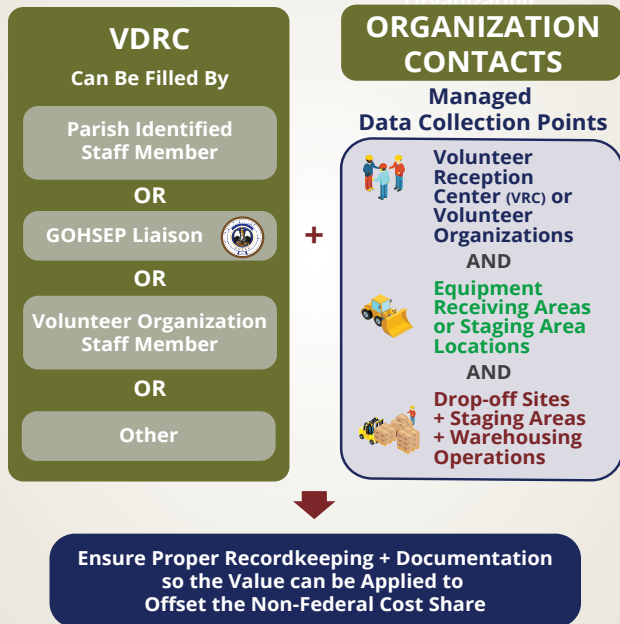 VDRC
Can Be Filled By
Parish Identified
Staff Member
OR
GOHSEP Liaison
OR
Volunteer Organization
Staff Member
OR
Other
+
ORGANIZATION
CONTACTS
Managed
Data Collection Points
Volunteer
Reception
Center (VRC) or
Volunteer
Organizations
AND
Equipment
Receiving Areas
or Staging Area
Locations
AND
Drop-off Sites
+ Staging Areas
+ Warehousing
Operations
Ensure Proper Recordkeeping + Documentation
so the Value can be Applied to
Offset the Non-Federal Cost Share